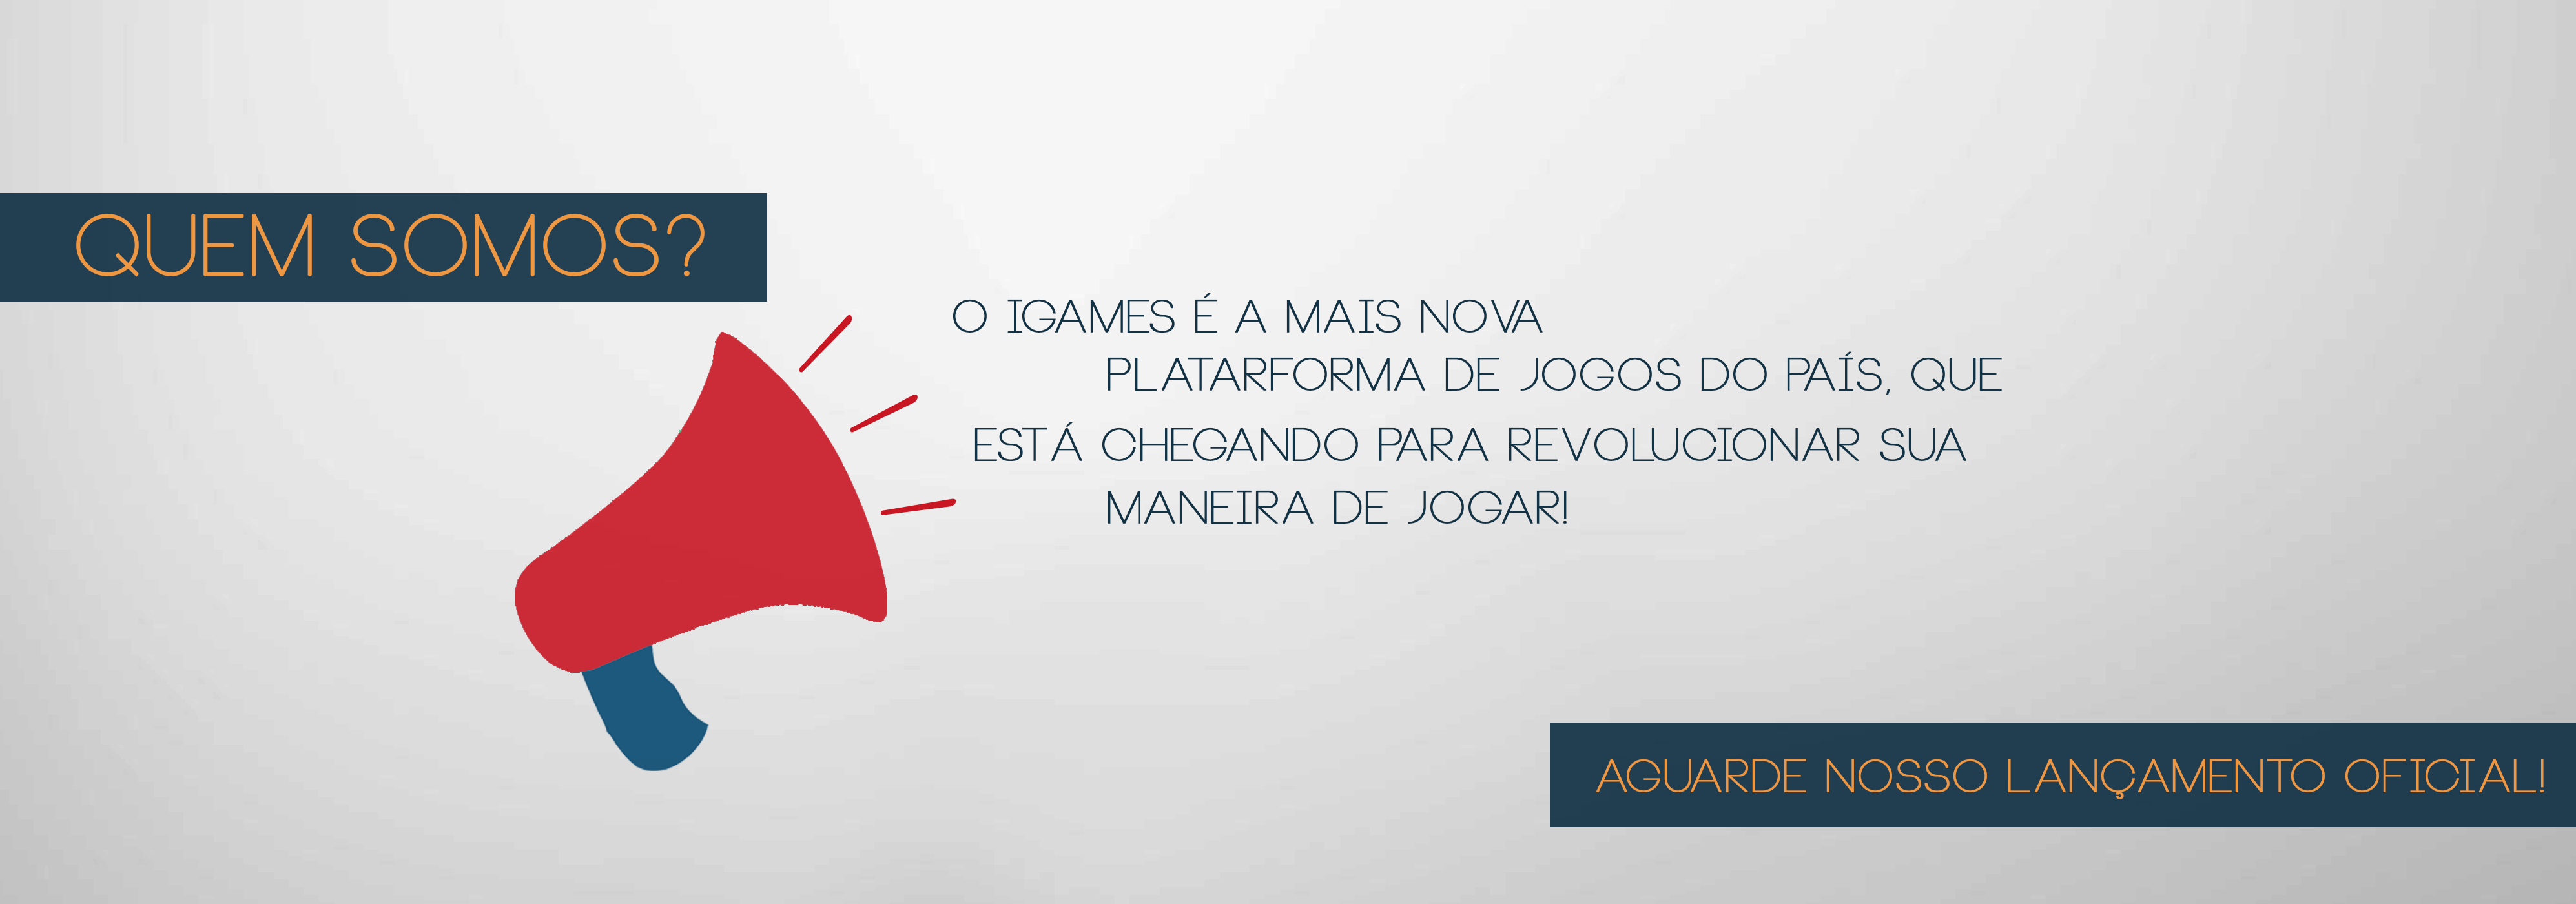 QUEM SOMOS?
O IGAMES É A MAIS NOVA
PLATARFORMA DE JOGOS DO PAÍS, QUE
ESTÁ CHEGANDO PARA REVOLUCIONAR SUA
MANEIRA DE JOGAR!
AGUARDE NOSSO LANÇAMENTO OFICIAL!